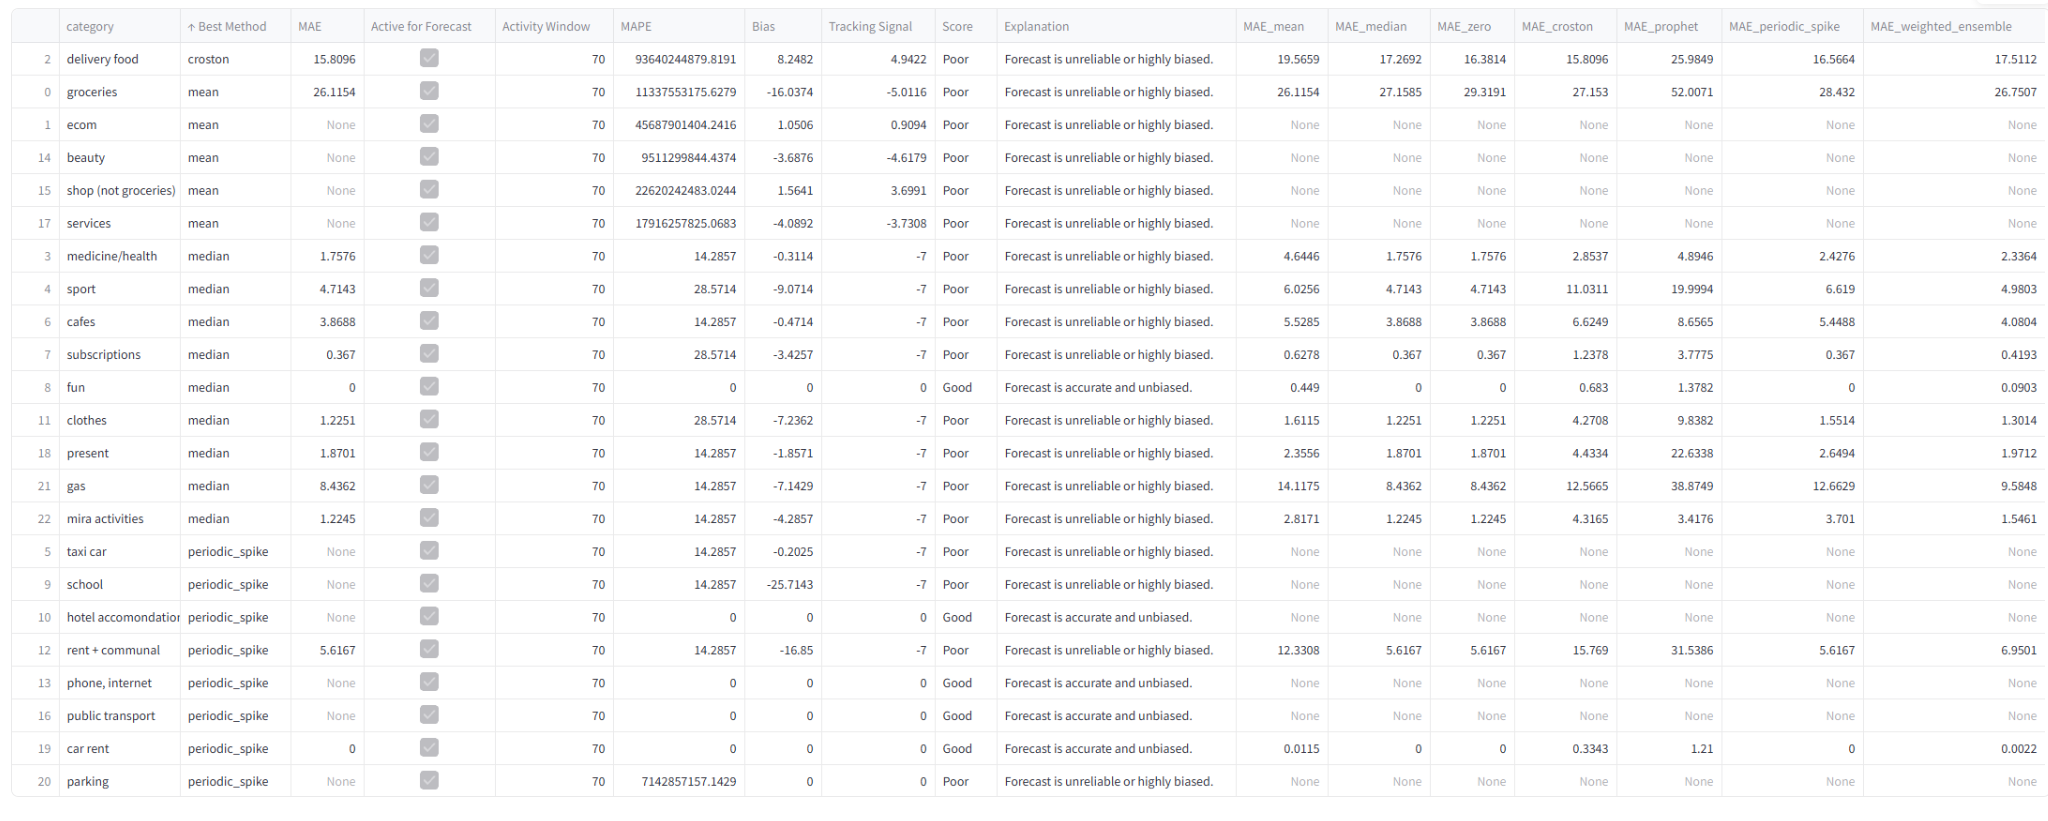 category ↑ Best Method MAE Active for Forecast Activity Window MAPE Bias Tracking Signal Score Explanation MAE_mean MAE_median MAE_zero MAE_croston MAE_prophet MAE_periodic_spike MAE_weighted_ensemble
2 delivery food croston 15.8096 70 93640244879.8191 8.2482 4.9422 Poor Forecast is unreliable or highly biased. 19.5659 17.2692 16.3814 15.8096 25.9849 16.5664 17.5112
0 groceries mean 26.1154 70 11337553175.6279 -16.0374 -5.0116 Poor Forecast is unreliable or highly biased. 26.1154 27.1585 29.3191 27.153 52.0071 28.432 26.7507
1 ecom mean None 70 45687901404.2416 1.0506 0.9094 Poor Forecast is unreliable or highly biased. None None None None None None None
14 beauty mean None 70 9511299844.4374 -3.6876 -4.6179 Poor Forecast is unreliable or highly biased. None None None None None None None
15 shop (not groceries) mean None 70 22620242483.0244 1.5641 3.6991 Poor Forecast is unreliable or highly biased. None None None None None None None
17 services mean None 70 17916257825.0683 -4.0892 -3.7308 Poor Forecast is unreliable or highly biased. None None None None None None None
3 medicine/health median 1.7576 70 14.2857 -0.3114 -7 Poor Forecast is unreliable or highly biased. 4.6446 1.7576 1.7576 2.8537 4.8946 2.4276 2.3364
4 sport median 4.7143 70 28.5714 -9.0714 -7 Poor Forecast is unreliable or highly biased. 6.0256 4.7143 4.7143 11.0311 19.9994 6.619 4.9803
6 cafes median 3.8688 70 14.2857 -0.4714 -7 Poor Forecast is unreliable or highly biased. 5.5285 3.8688 3.8688 6.6249 8.6565 5.4488 4.0804
7 subscriptions median 0.367 70 28.5714 -3.4257 -7 Poor Forecast is unreliable or highly biased. 0.6278 0.367 0.367 1.2378 3.7775 0.367 0.4193
8 fun median 0 70 0 0 0 Good Forecast is accurate and unbiased. 0.449 0 0 0.683 1.3782 0 0.0903
11 clothes median 1.2251 70 28.5714 -7.2362 -7 Poor Forecast is unreliable or highly biased. 1.6115 1.2251 1.2251 4.2708 9.8382 1.5514 1.3014
18 present median 1.8701 70 14.2857 -1.8571 -7 Poor Forecast is unreliable or highly biased. 2.3556 1.8701 1.8701 4.4334 22.6338 2.6494 1.9712
21 gas median 8.4362 70 14.2857 -7.1429 -7 Poor Forecast is unreliable or highly biased. 14.1175 8.4362 8.4362 12.5665 38.8749 12.6629 9.5848
22 mira activities median 1.2245 70 14.2857 -4.2857 -7 Poor Forecast is unreliable or highly biased. 2.8171 1.2245 1.2245 4.3165 3.4176 3.701 1.5461
5 taxi car periodic_spike None 70 14.2857 -0.2025 -7 Poor Forecast is unreliable or highly biased. None None None None None None None
9 school periodic_spike None 70 14.2857 -25.7143 -7 Poor Forecast is unreliable or highly biased. None None None None None None None
10 hotel accomondation periodic_spike None 70 0 0 0 Good Forecast is accurate and unbiased. None None None None None None None
12 rent + communal periodic_spike 5.6167 70 14.2857 -16.85 -7 Poor Forecast is unreliable or highly biased. 12.3308 5.6167 5.6167 15.769 31.5386 5.6167 6.9501
13 phone, internet periodic_spike None 70 0 0 0 Good Forecast is accurate and unbiased. None None None None None None None
16 public transport periodic_spike None 70 0 0 0 Good Forecast is accurate and unbiased. None None None None None None None
19 car rent periodic_spike 0 70 0 0 0 Good Forecast is accurate and unbiased. 0.0115 0 0 0.3343 1.21 0 0.0022
20 parking periodic_spike None 70 7142857157.1429 0 0 Poor Forecast is unreliable or highly biased. None None None None None None None